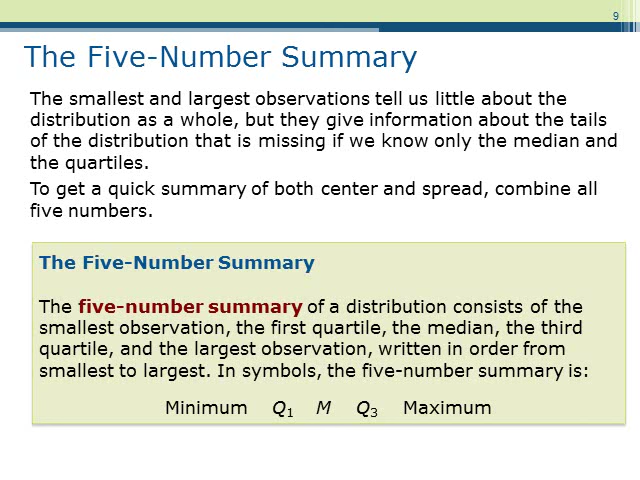 9
The Five-Number Summary
The smallest and largest observations tell us little about the
distribution as a whole, but they give information about the tails
of the distribution that is missing if we know only the median and
the quartiles.
To get a quick summary of both center and spread, combine all
five numbers.
The Five-Number Summary
The five-number summary of a distribution consists of the
smallest observation, the first quartile, the median, the third
quartile, and the largest observation, written in order from
smallest to largest. In symbols, the five-number summary is:
Minimum Q₁ M Q₃ Maximum